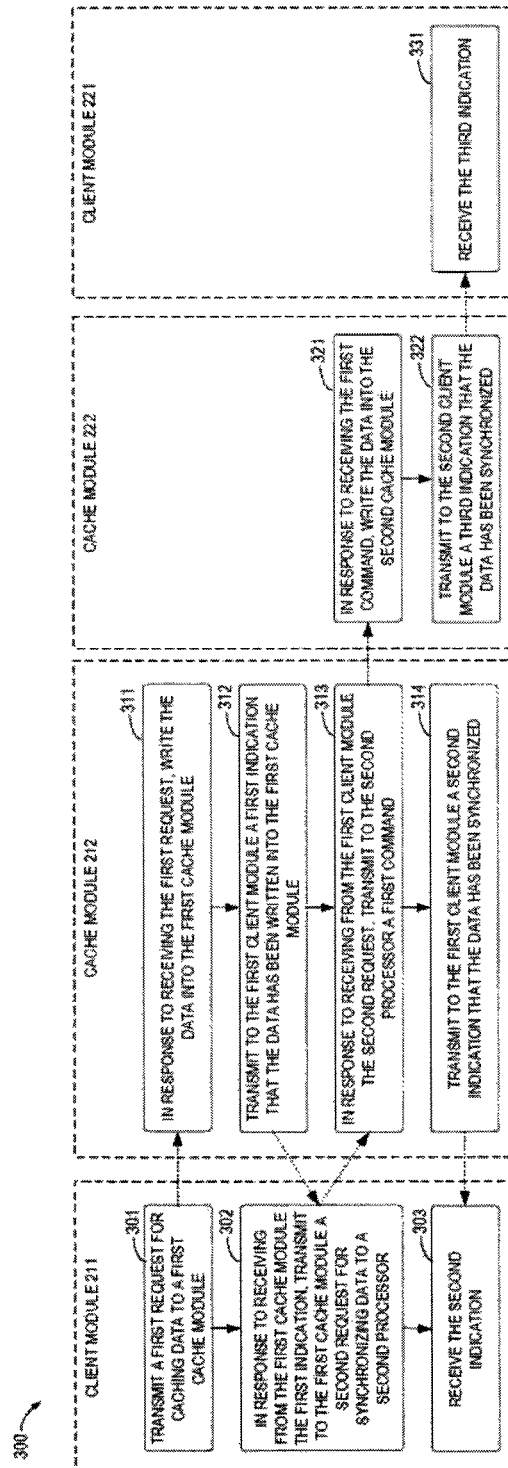 300
CLIENT MODULE 211
301
TRANSMIT A FIRST REQUEST FOR
CACHING DATA TO A FIRST
CACHE MODULE
302
IN RESPONSE TO RECEIVING
FROM THE FIRST CACHE MODULE
THE FIRST INDICATION, TRANSMIT
TO THE FIRST CACHE MODULE A
SECOND REQUEST FOR
SYNCHRONIZING DATA TO A
SECOND PROCESSOR
303
RECEIVE THE SECOND
INDICATION
CACHE MODULE 212
311
IN RESPONSE TO RECEIVING THE FIRST REQUEST, WRITE THE
DATA INTO THE FIRST CACHE MODULE
312
TRANSMIT TO THE FIRST CLIENT MODULE A FIRST INDICATION
THAT THE DATA HAS BEEN WRITTEN INTO THE FIRST CACHE
MODULE
313
IN RESPONSE TO RECEIVING FROM THE FIRST CLIENT MODULE
THE SECOND REQUEST, TRANSMIT TO THE SECOND
PROCESSOR A FIRST COMMAND
314
TRANSMIT TO THE FIRST CLIENT MODULE A SECOND
INDICATION THAT THE DATA HAS BEEN SYNCHRONIZED
CACHE MODULE 222
321
IN RESPONSE TO RECEIVING THE FIRST
COMMAND, WRITE THE DATA INTO THE
SECOND CACHE MODULE
322
TRANSMIT TO THE SECOND CLIENT
MODULE A THIRD INDICATION THAT THE
DATA HAS BEEN SYNCHRONIZED
CLIENT MODULE 221
331
RECEIVE THE THIRD INDICATION